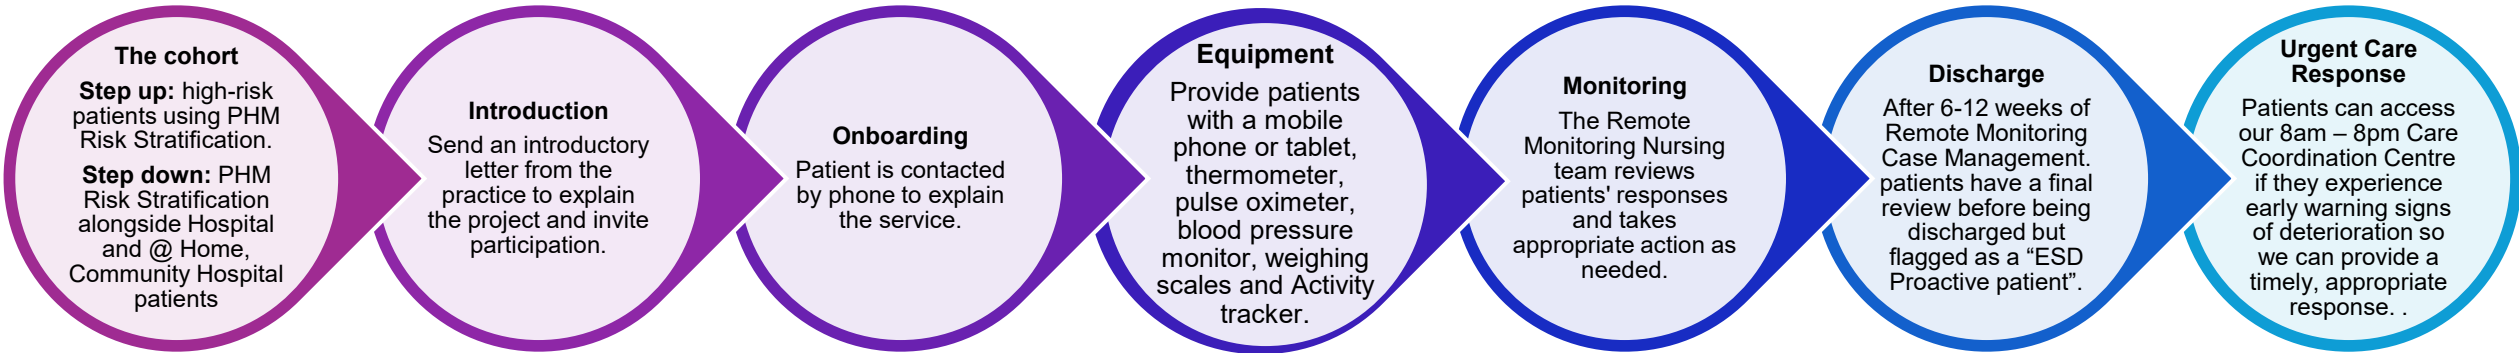 The cohort
Step up: high-risk
patients using PHM
Risk Stratification.
Step down: PHM
Risk Stratification
alongside Hospital
and @ Home,
Community Hospital
patients
Introduction
Send an introductory
letter from the
practice to explain
the project and invite
participation.
Onboarding
Patient is contacted
by phone to explain
the service.
Equipment
Provide patients
with a mobile
phone or tablet,
thermometer,
pulse oximeter,
blood pressure
monitor, weighing
scales and Activity
tracker.
Monitoring
The Remote
Monitoring Nursing
team reviews
patients' responses
and takes
appropriate action as
needed.
Discharge
After 6-12 weeks of
Remote Monitoring
Case Management.
patients have a final
review before being
discharged but
flagged as a “ESD
Proactive patient”.
Urgent Care
Response
Patients can access
our 8am – 8pm Care
Coordination Centre
if they experience
early warning signs
of deterioration so
we can provide a
timely, appropriate
response. .